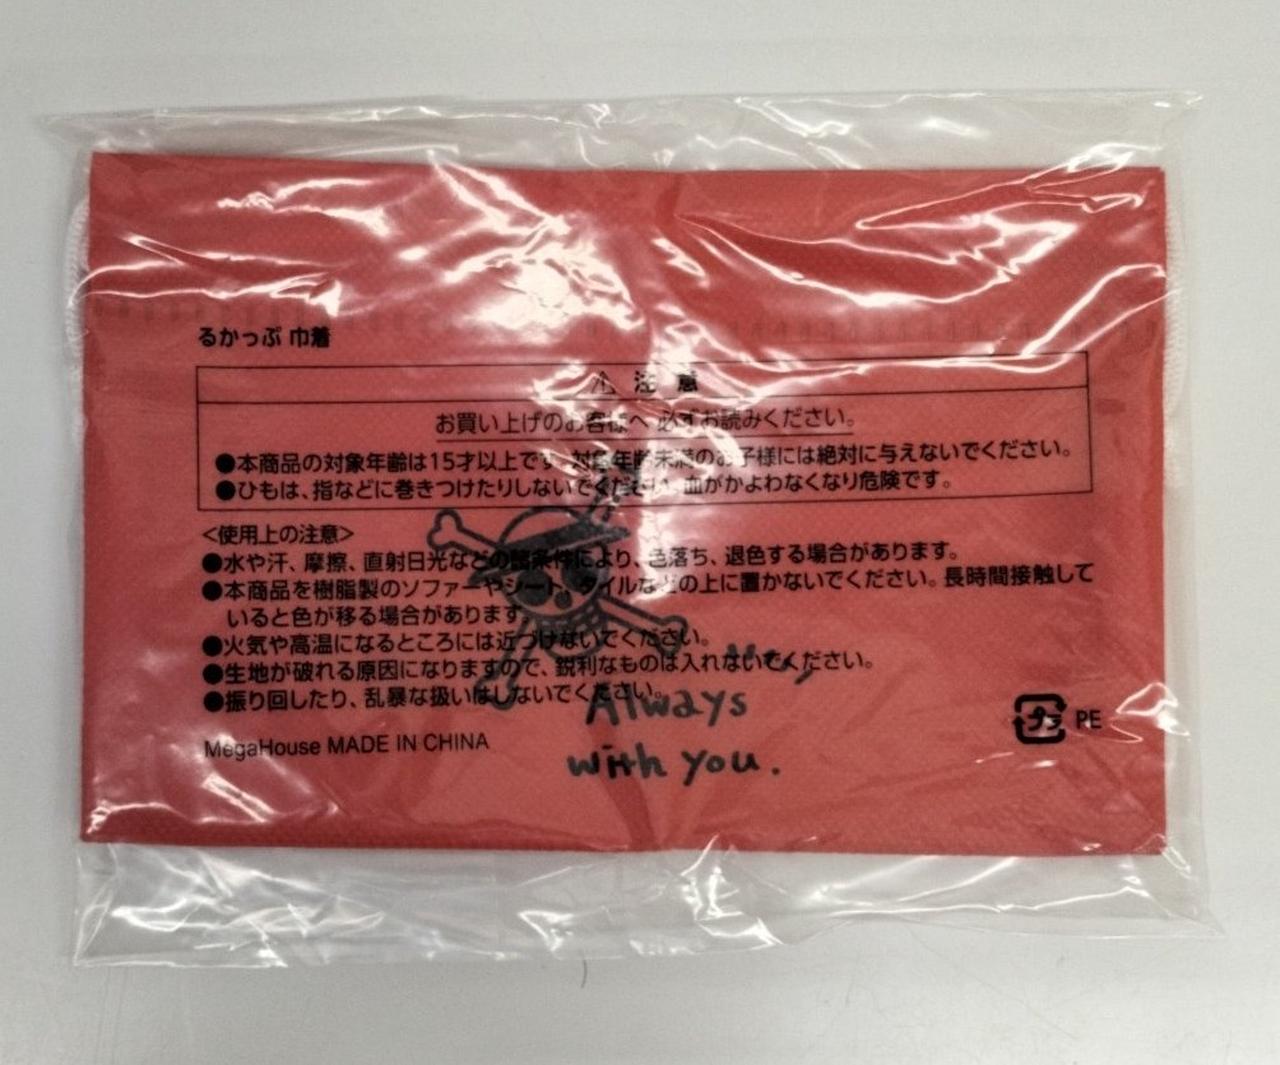 るかっぷ 巾着
⚠ 注 意
お買い上げのお客様へ 必ずお読みください。
●本商品の対象年齢は15才以上です。対象年齢未満のお子様には絶対に与えないでください。
●ひもは、指などに巻きつけたりしないでください。血がかよわなくなり危険です。
<使用上の注意>
●水や汗、摩擦、直射日光などの諸条件により、色落ち、退色する場合があります。
●本商品を樹脂製のソファーやシート、タイルなどの上に置かないでください。長時間接触して
いると色が移る場合があります。
●火気や高温になるところには近づけないでください。
●生地が破れる原因になりますので、鋭利なものは入れないでください。
●振り回したり、乱暴な扱いはしないでください。
MegaHouse MADE IN CHINA
Always
with you.
プラ PE